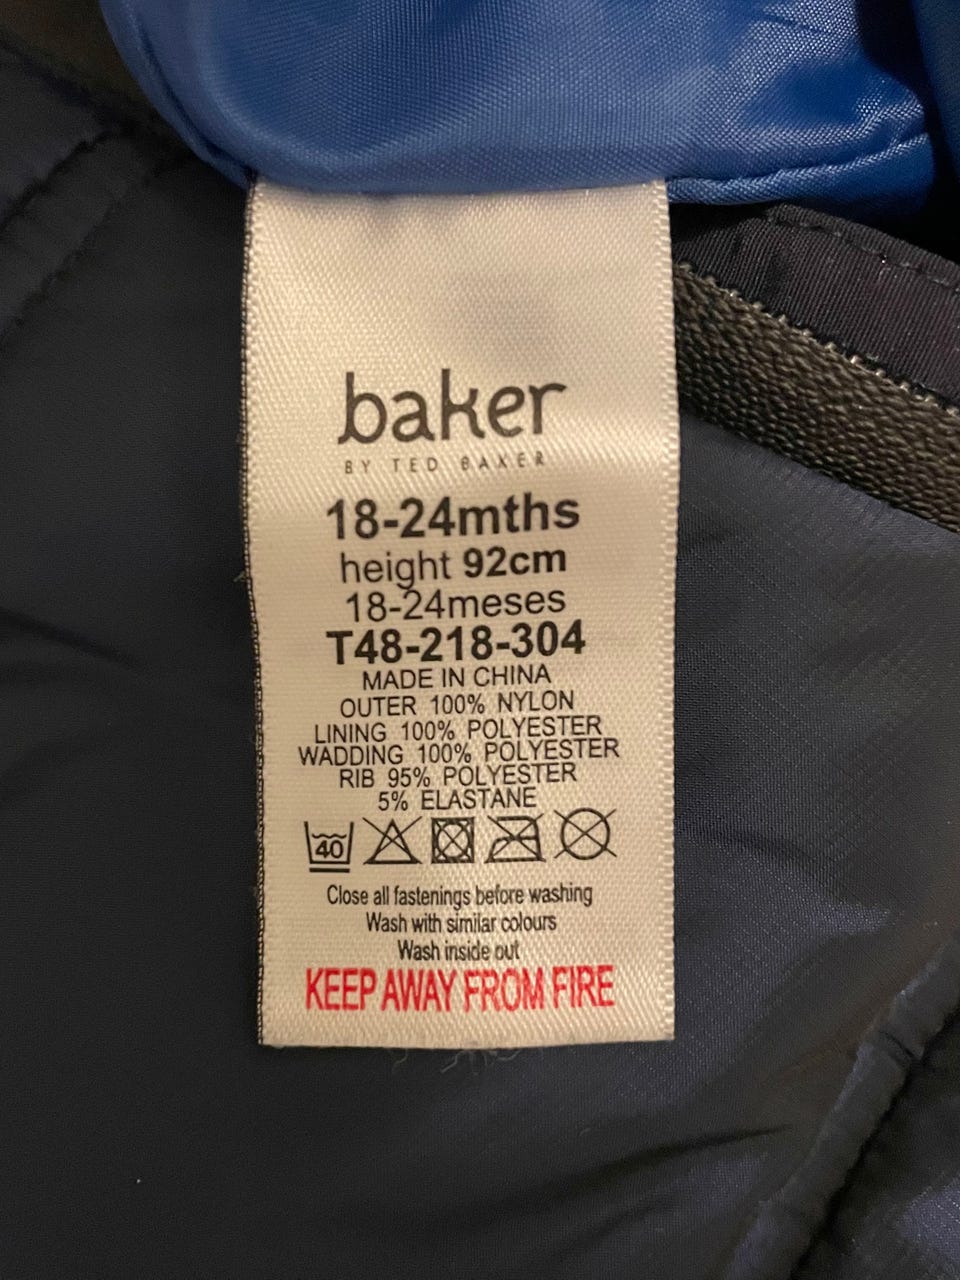 baker
BY TED BAKER
18-24mths
height 92cm
18-24meses
T48-218-304
MADE IN CHINA
OUTER 100% NYLON
LINING 100% POLYESTER
WADDING 100% POLYESTER
RIB 95% POLYESTER
5% ELASTANE
40
Close all fastenings before washing
Wash with similar colours
Wash inside out
KEEP AWAY FROM FIRE